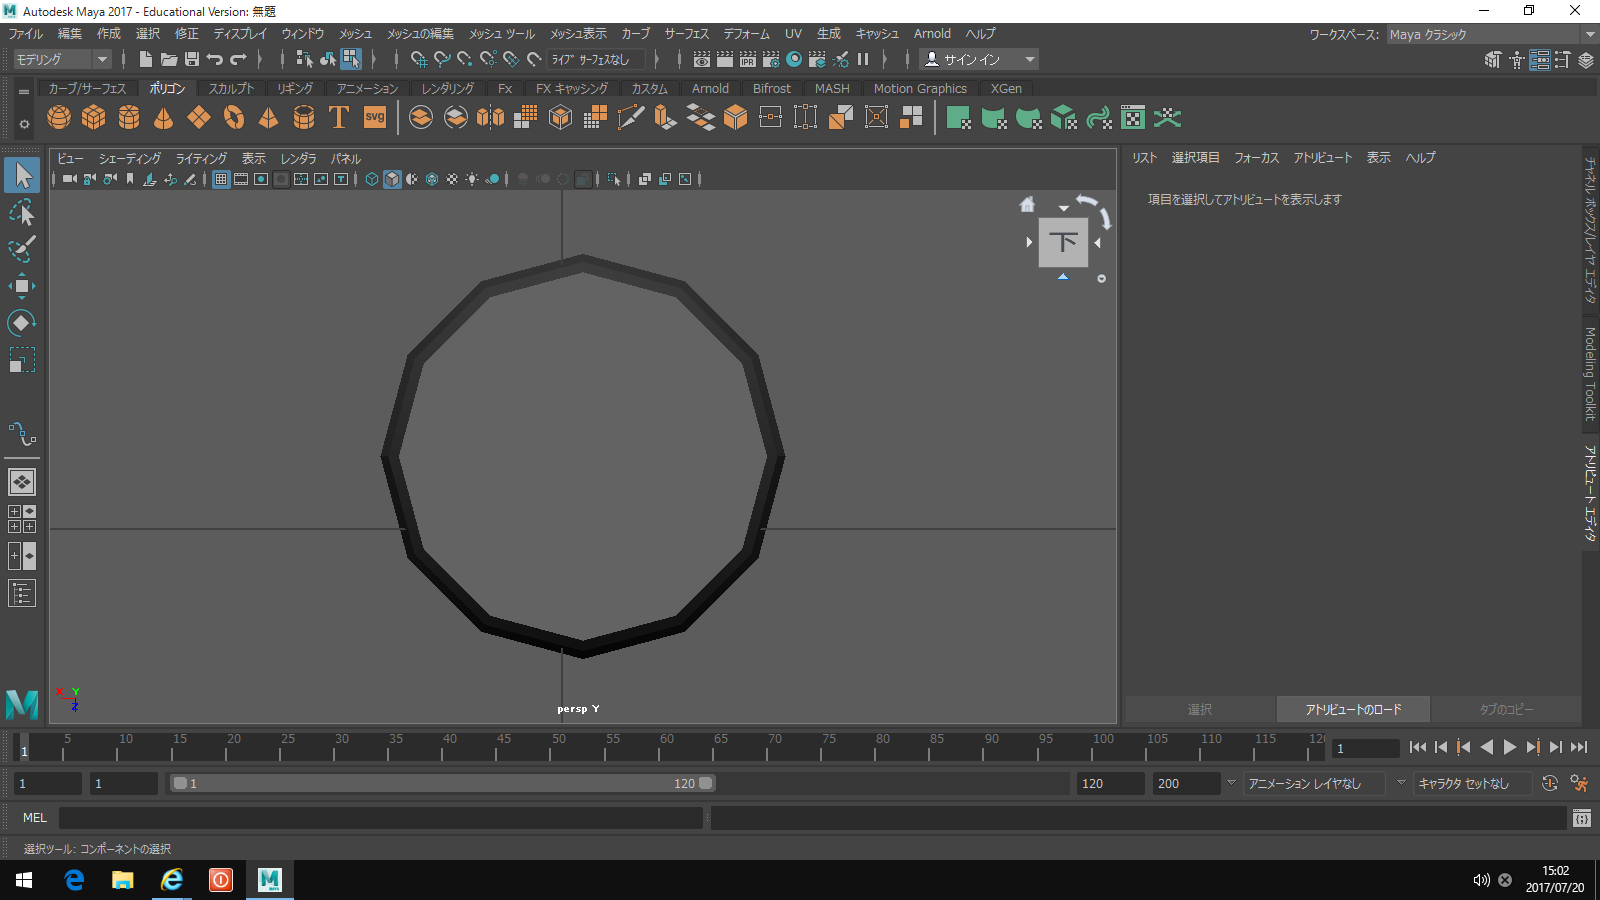 Autodesk Maya 2017 - Educational Version: 無題
ファイル 編集 作成 選択 修正 ディスプレイ ウィンドウ メッシュ メッシュの編集 メッシュ ツール メッシュ表示 カーブ サーフェス デフォーム UV 生成 キャッシュ Arnold ヘルプ
ワークスペース: Maya クラシック
モデリング
ライブ サーフェスなし
サイン イン
カーブ/サーフェス ポリゴン スカルプト リギング アニメーション レンダリング Fx FX キャッシング カスタム Arnold Bifrost MASH Motion Graphics XGen
T svg
IPR
ビュー シェーディング ライティング 表示 レンダラ パネル
リスト 選択項目 フォーカス アトリビュート 表示 ヘルプ
項目を選択してアトリビュートを表示します
下
チャネル ボックス/レイヤ エディタ
Modeling Toolkit
アトリビュート エディタ
X Y
Z
persp Y
選択 アトリビュートのロード タブのコピー
1 5 10 15 20 25 30 35 40 45 50 55 60 65 70 75 80 85 90 95 100 105 110 115 12
1
1 1 1 120 120 200 アニメーション レイヤなし キャラクタ セットなし
MEL
選択ツール: コンポーネントの選択
15:02
2017/07/20